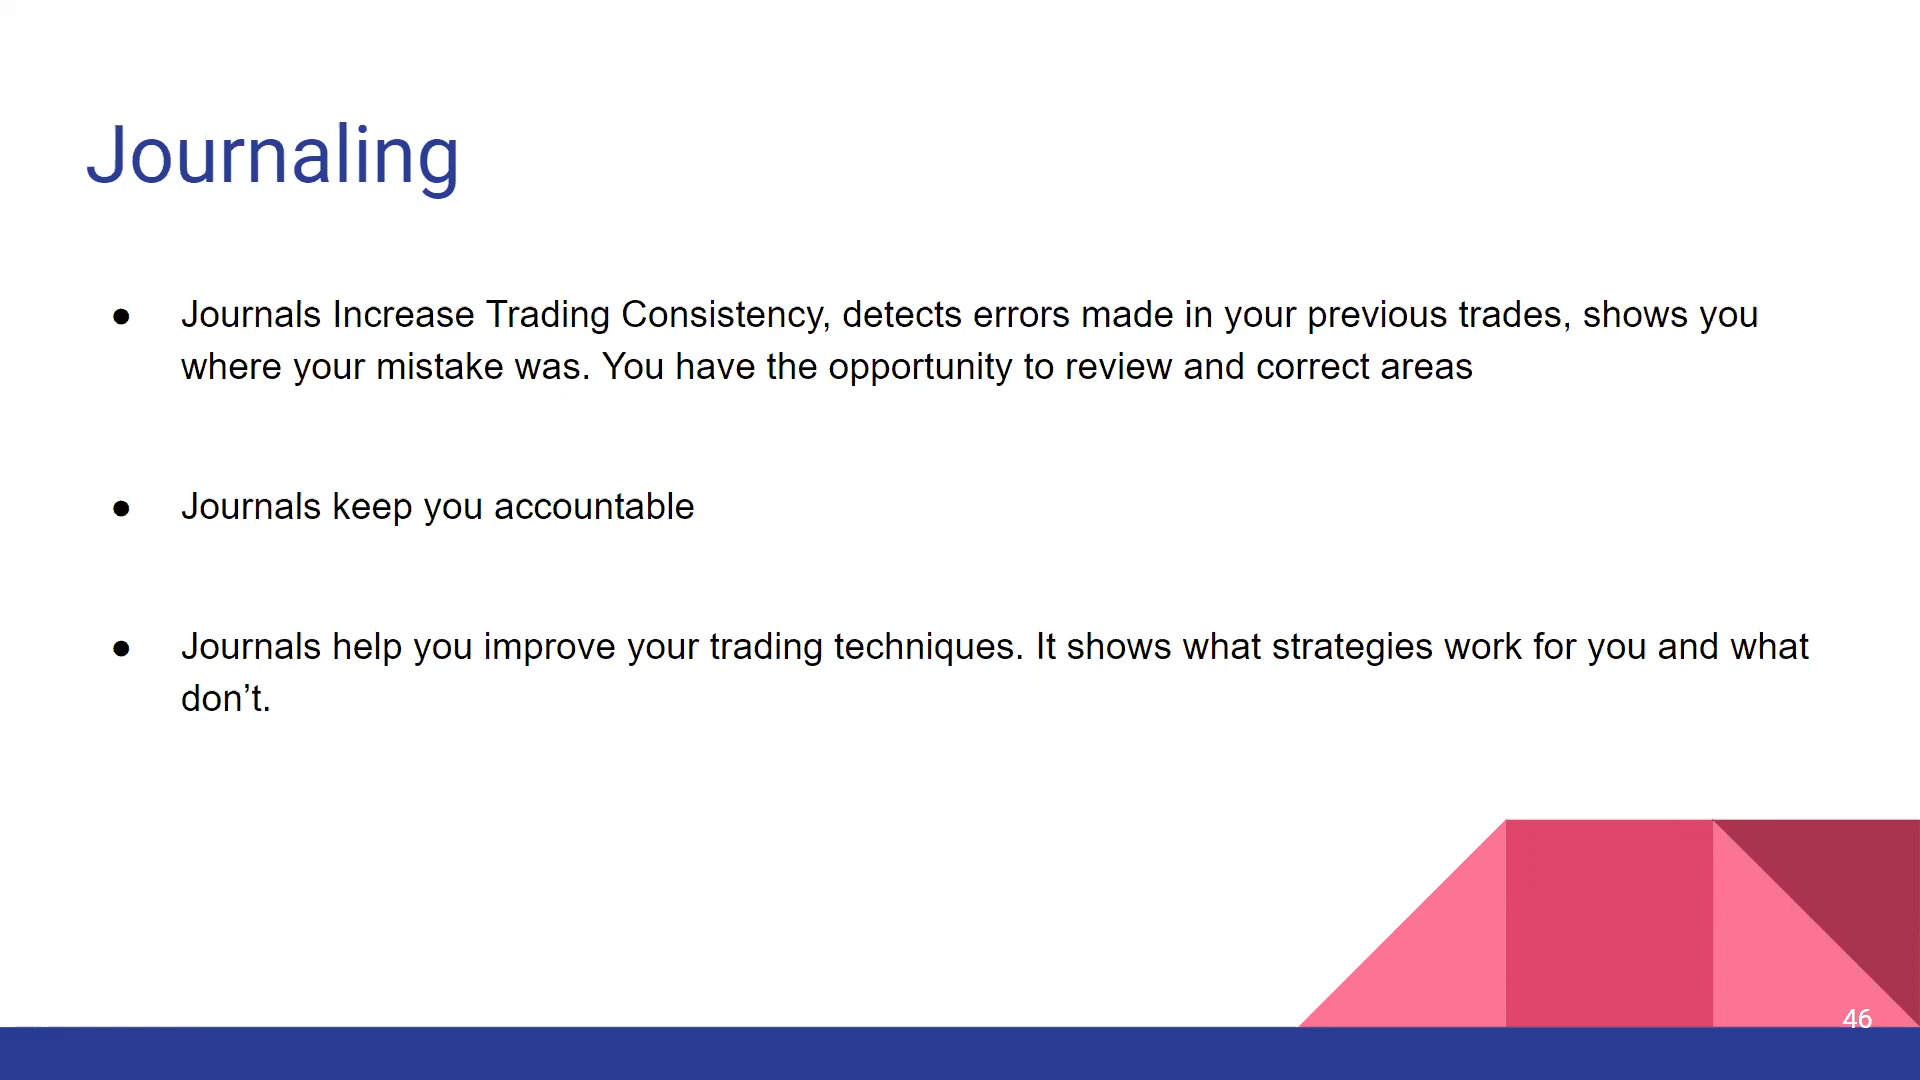 Journaling
● Journals Increase Trading Consistency, detects errors made in your previous trades, shows you
where your mistake was. You have the opportunity to review and correct areas
● Journals keep you accountable
● Journals help you improve your trading techniques. It shows what strategies work for you and what
don’t.
46